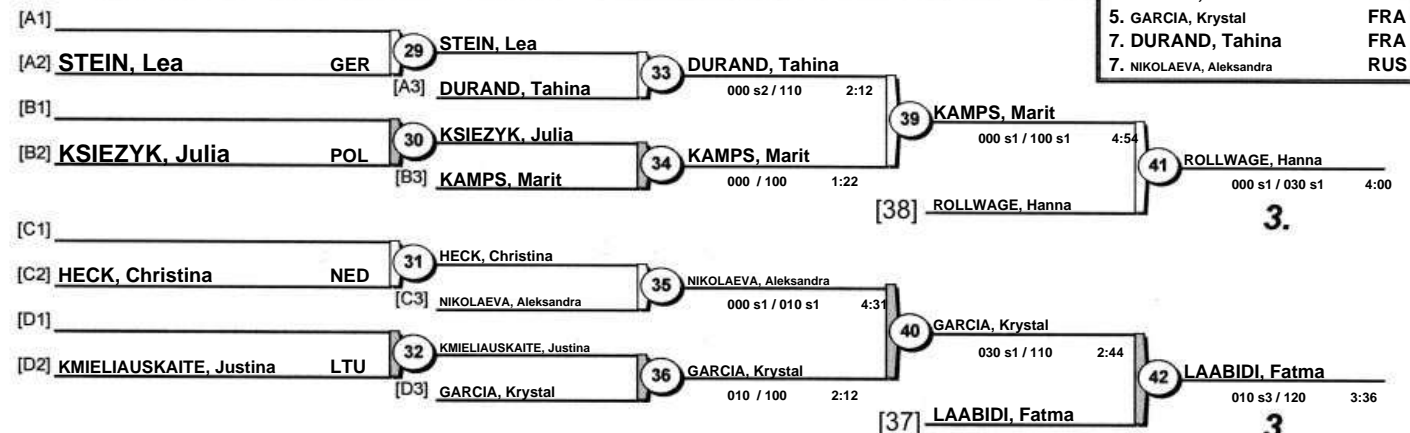 5. GARCIA, Krystal FRA
7. DURAND, Tahina FRA
7. NIKOLAEVA, Aleksandra RUS
[A1]
[A2] STEIN, Lea GER
29 STEIN, Lea
[A3] DURAND, Tahina
33 DURAND, Tahina
000 s2 / 110 2:12
[B1]
[B2] KSIEZYK, Julia POL
30 KSIEZYK, Julia
[B3] KAMPS, Marit
34 KAMPS, Marit
000 / 100 1:22
39 KAMPS, Marit
000 s1 / 100 s1 4:54
[38] ROLLWAGE, Hanna
41 ROLLWAGE, Hanna
000 s1 / 030 s1 4:00
3.
[C1]
[C2] HECK, Christina NED
31 HECK, Christina
[C3] NIKOLAEVA, Aleksandra
35 NIKOLAEVA, Aleksandra
000 s1 / 010 s1 4:31
[D1]
[D2] KMIELIAUSKAITE, Justina LTU
32 KMIELIAUSKAITE, Justina
[D3] GARCIA, Krystal
36 GARCIA, Krystal
010 / 100 2:12
40 GARCIA, Krystal
030 s1 / 110 2:44
[37] LAABIDI, Fatma
42 LAABIDI, Fatma
010 s3 / 120 3:36
3